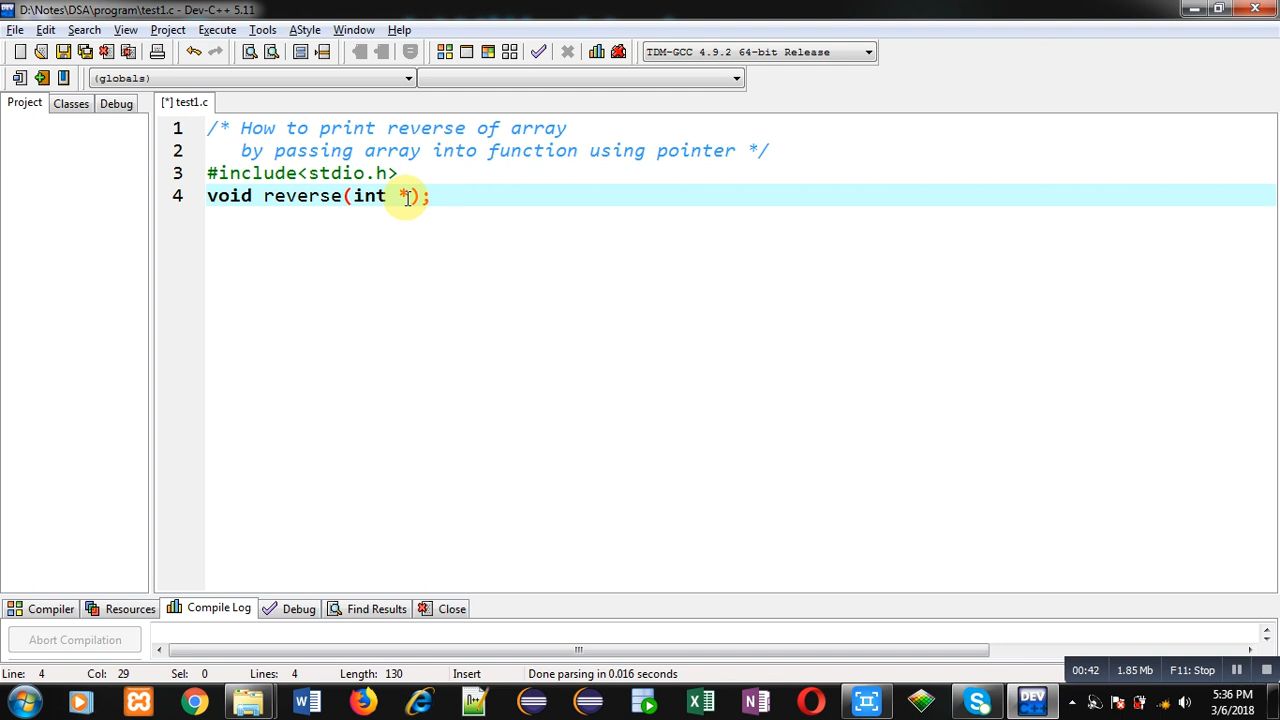 D:\Notes\DSA\program\test1.c - Dev-C++ 5.11
File Edit Search View Project Execute Tools AStyle Window Help
TDM-GCC 4.9.2 64-bit Release
(globals)
Project Classes Debug [*] test1.c
1 /* How to print reverse of array
2 by passing array into function using pointer */
3 #include<stdio.h>
4 void reverse(int *);
Compiler Resources Compile Log Debug Find Results Close
Abort Compilation
Line: 4 Col: 29 Sel: 0 Lines: 4 Length: 130 Insert Done parsing in 0.016 seconds
00:42 1.85 Mb F11: Stop
5:36 PM
3/6/2018